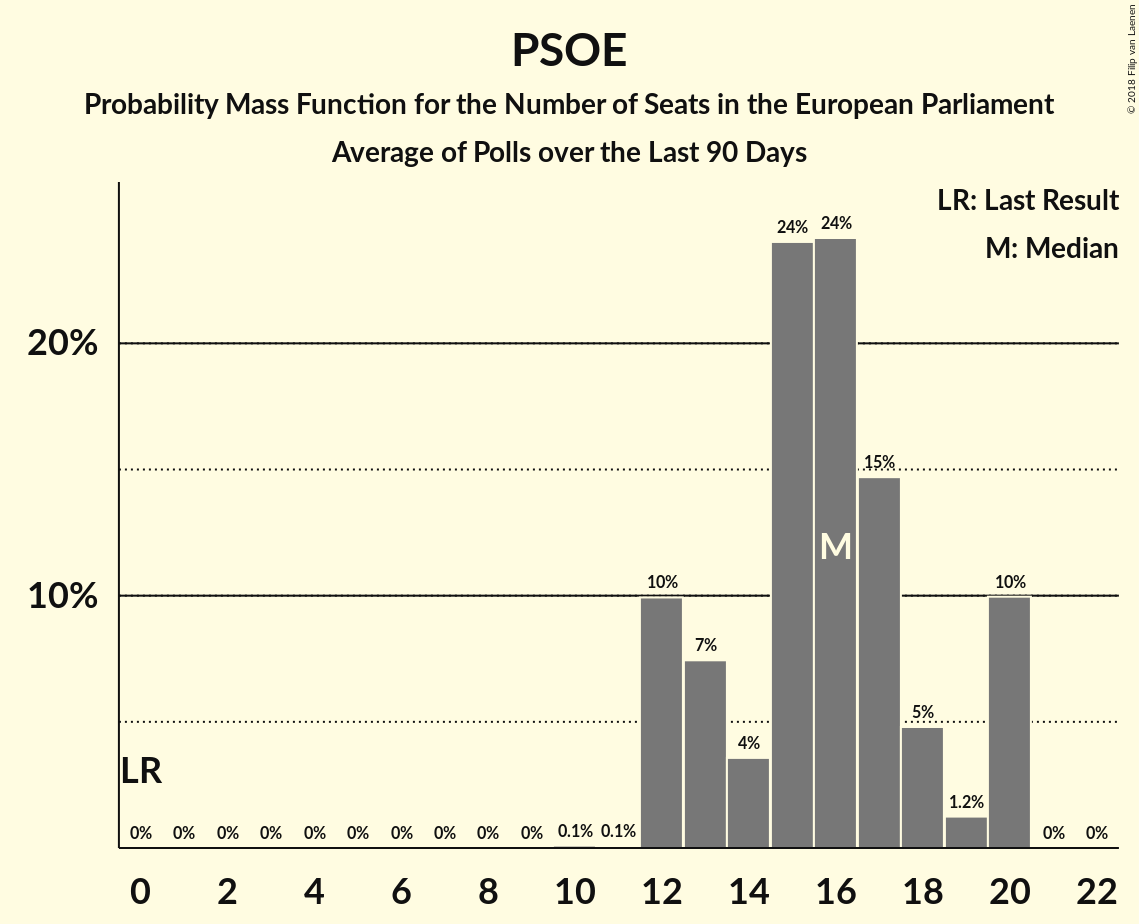 PSOE
Probability Mass Function for the Number of Seats in the European Parliament
Average of Polls over the Last 90 Days
© 2018 Filip van Laenen
LR: Last Result
M: Median
20%
10%
24% 24%
15%
M
10% 10%
7%
5%
4%
LR
1.2%
0% 0% 0% 0% 0% 0% 0% 0% 0% 0% 0.1% 0.1% 0% 0%
0 2 4 6 8 10 12 14 16 18 20 22